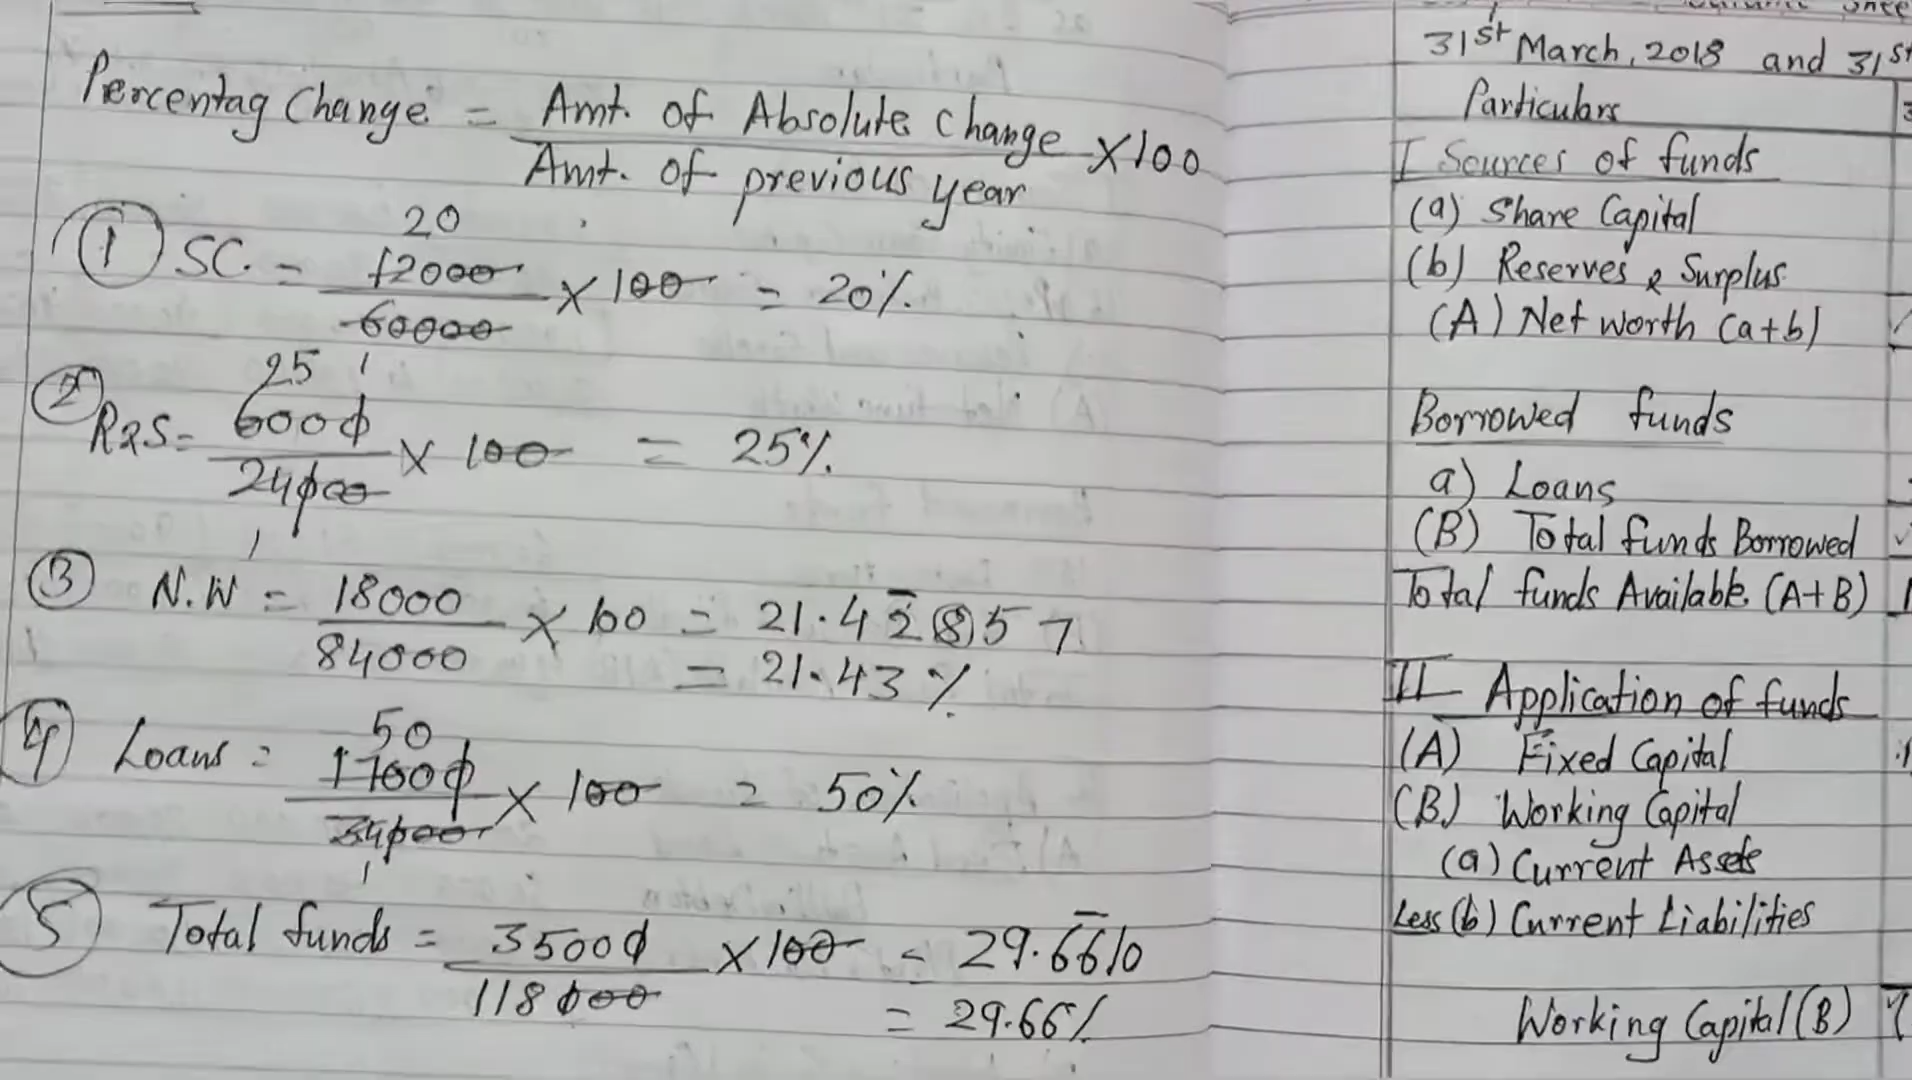 Percentag Change = Amt. of Absolute change × 100
Amt. of previous year
20
① SC. = 12000 × 100 = 20%
60000
1
25
② R&S = 6000 × 100 = 25%
24000
1
③ N.W = 18000 × 100 = 21.42857
84000
= 21.43%
50
④ Loans = 17000 × 100 = 50%
34000
1
⑤ Total funds = 35000 × 100 = 29.6610
118000
= 29.66%
31st March, 2018 and 31st
Particulars
I Sources of funds
(a) Share Capital
(b) Reserves & Surplus
(A) Net worth (a+b)
Borrowed funds
a) Loans
(B) Total funds Borrowed
Total funds Available (A+B)
II Application of funds
(A) Fixed Capital
(B) Working Capital
(a) Current Assets
Less (b) Current Liabilities
Working Capital (B)